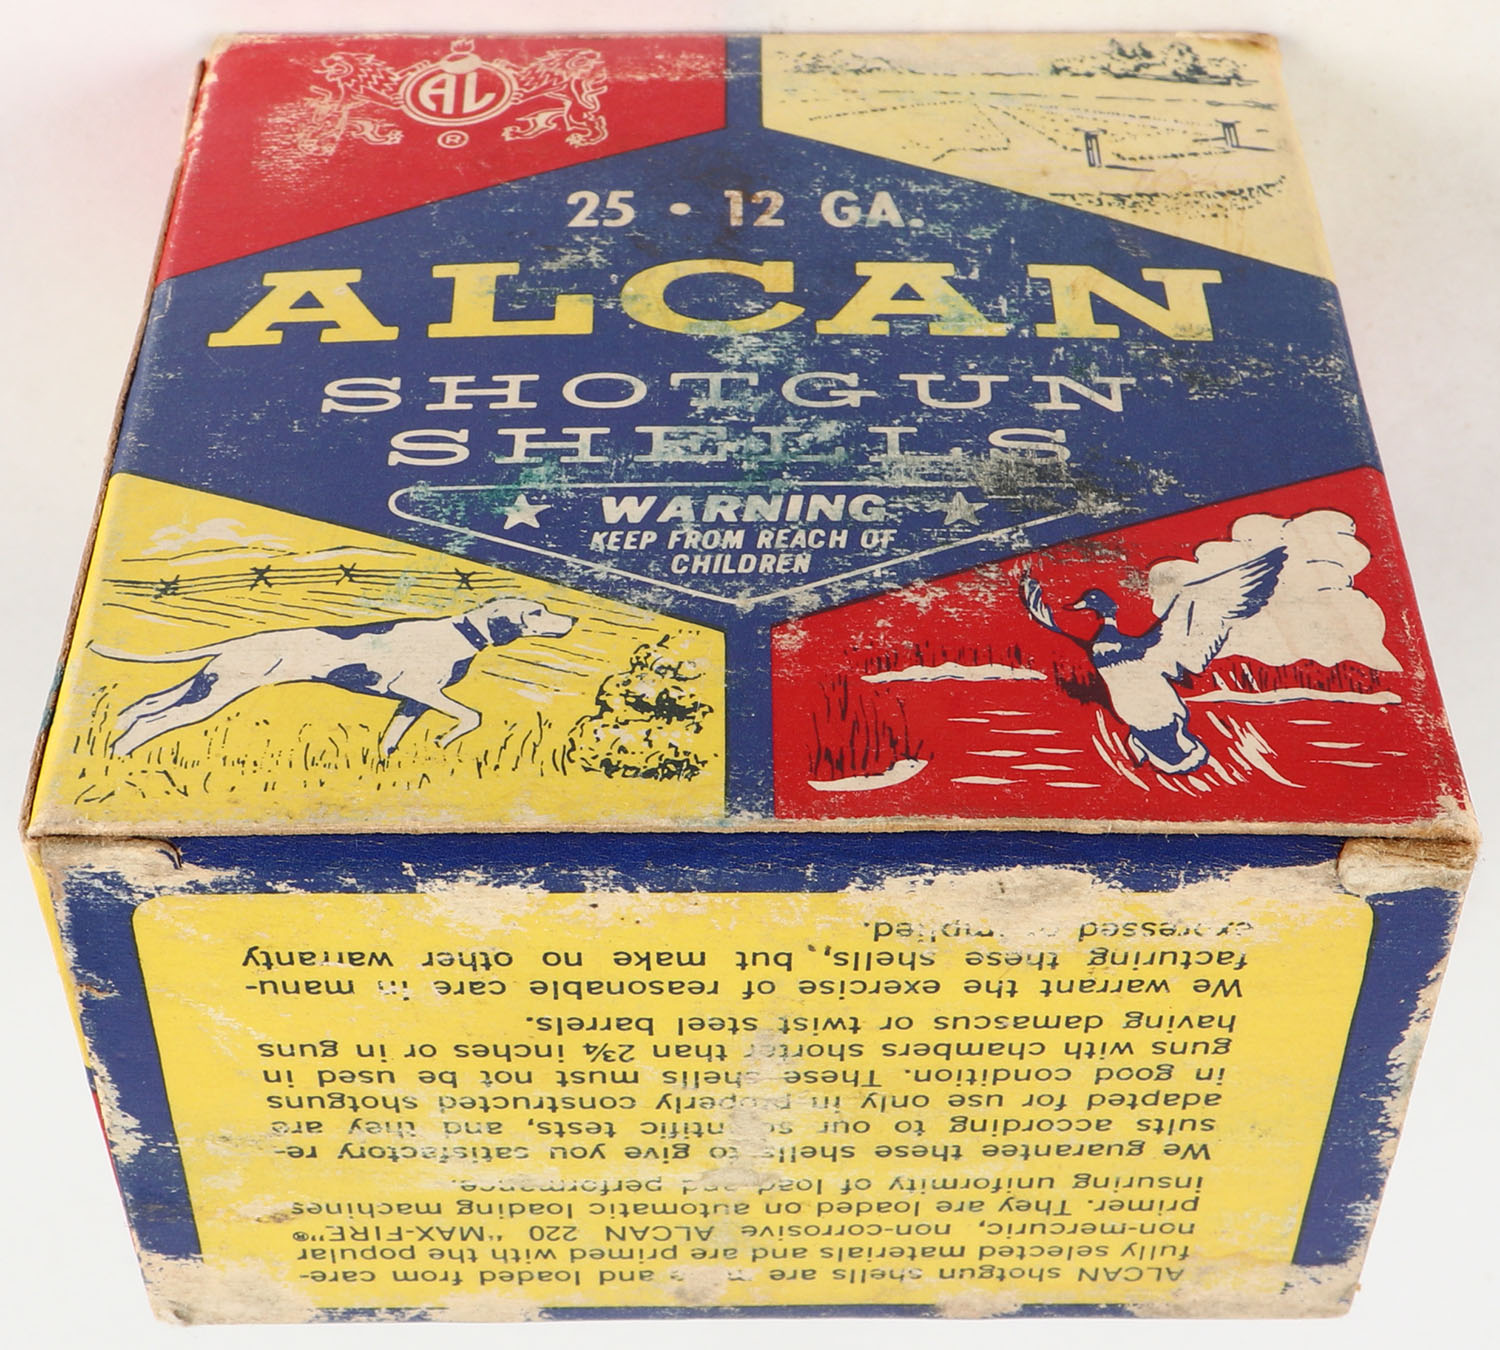 AL
®
25 • 12 GA.
ALCAN
SHOTGUN
SHELLS
WARNING
KEEP FROM REACH OF
CHILDREN
ALCAN shotgun shells are and loaded from care-
fully selected materials and are primed with the popular
non-mercuric, non-corrosive ALCAN 220 "MAX-FIRE"®
primer. They are loaded on automatic loading machines
insuring uniformity of load and performance.
We guarantee these shells to give you satisfactory re-
sults according to our scientific tests, and they are
adapted for use only in properly constructed shotguns
in good condition. These shells must not be used in
guns with chambers shorter than 2¾ inches or in guns
having damascus or twist steel barrels.
We warrant the exercise of reasonable care in manu-
facturing these shells, but make no other warranty
expressed or implied.